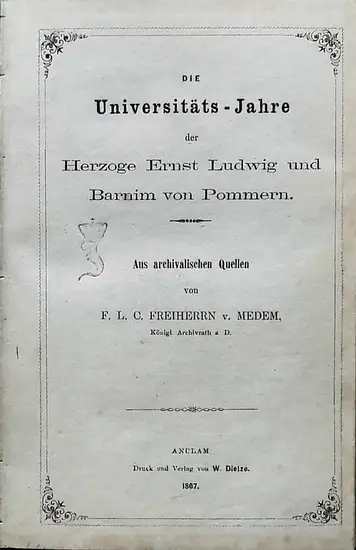 DIE
Universitäts-Jahre
der
Herzoge Ernst Ludwig und
Barnim von Pommern.
Aus archivalischen Quellen
von
F. L. C. FREIHERRN v. MEDEM,
Königl. Archivrath a D.
ANCLAM.
Druck und Verlag von W. Dietze.
1867.